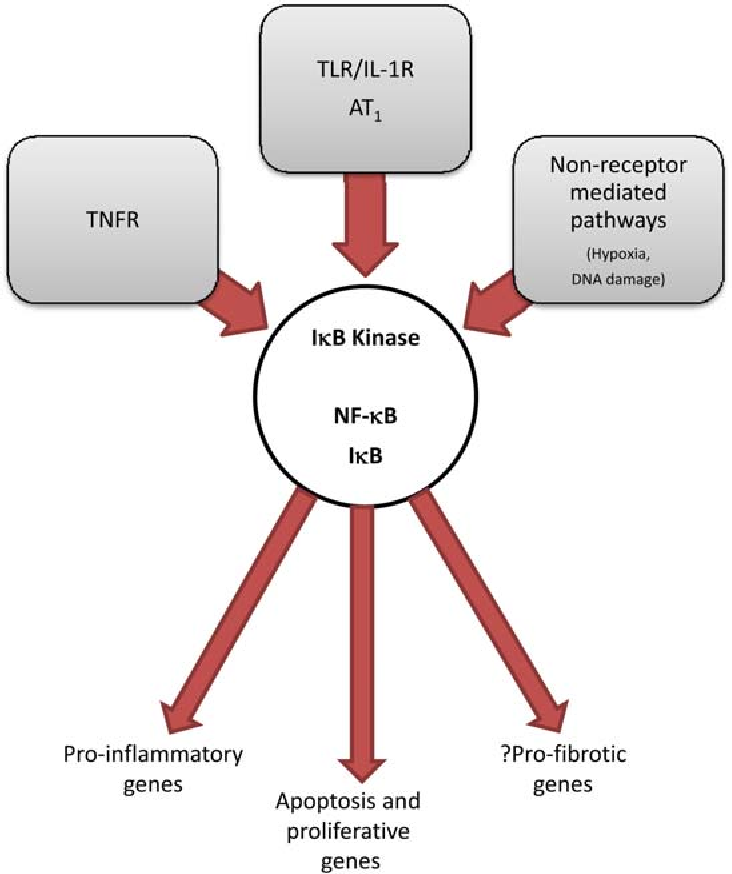 TLR/IL-1R
AT₁
TNFR
Non-receptor
mediated
pathways
(Hypoxia,
DNA damage)
IκB Kinase
NF-κB
IκB
Pro-inflammatory
genes
Apoptosis and
proliferative
genes
?Pro-fibrotic
genes